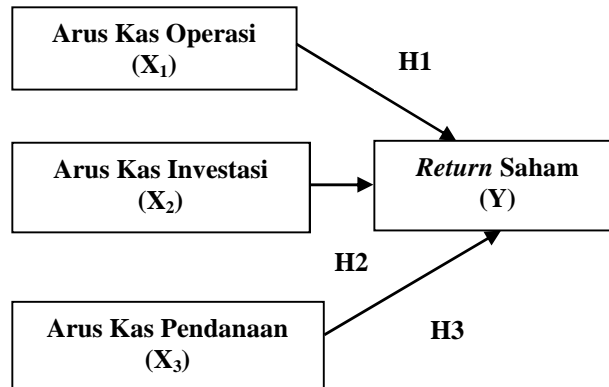 Arus Kas Operasi
(X₁)
H1
Arus Kas Investasi
(X₂)
Return Saham
(Y)
H2
Arus Kas Pendanaan
(X₃)
H3